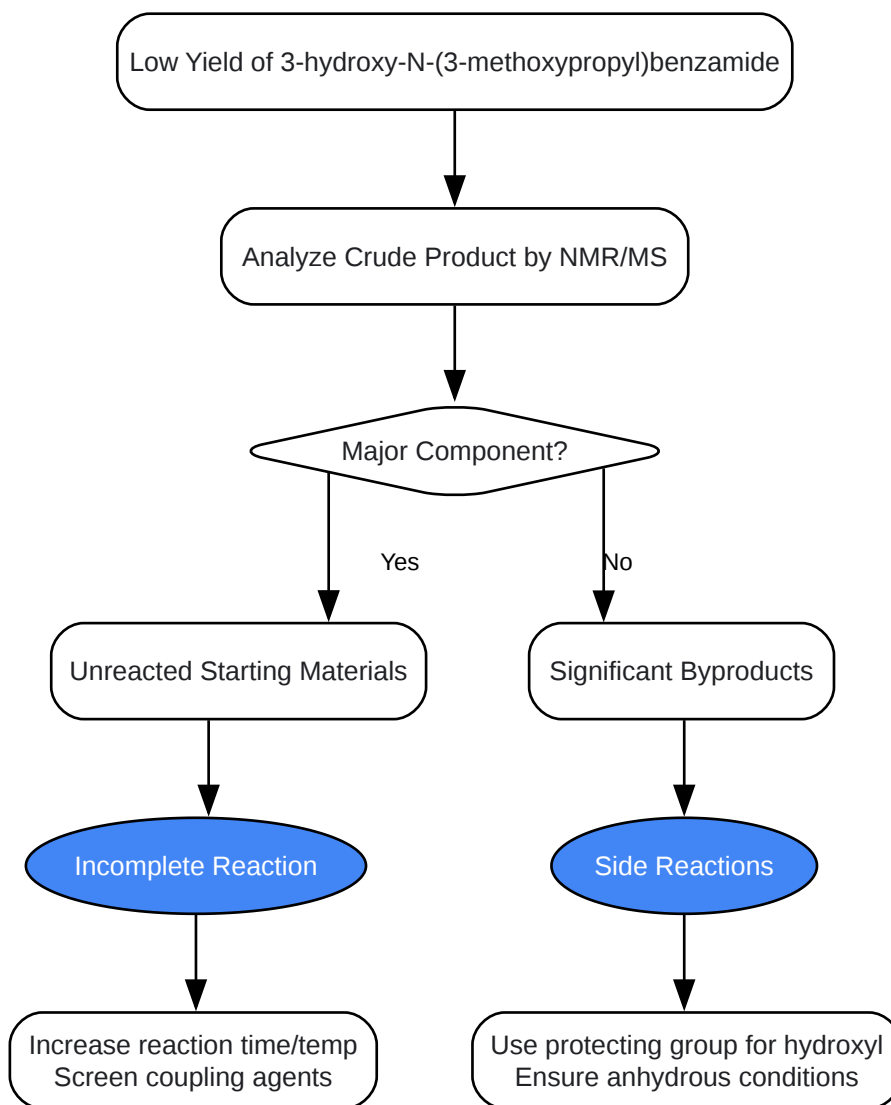 Low Yield of 3-hydroxy-N-(3-methoxypropyl)benzamide
Analyze Crude Product by NMR/MS
Major Component?
Yes
No
Unreacted Starting Materials
Significant Byproducts
Incomplete Reaction
Side Reactions
Increase reaction time/temp
Screen coupling agents
Use protecting group for hydroxyl
Ensure anhydrous conditions